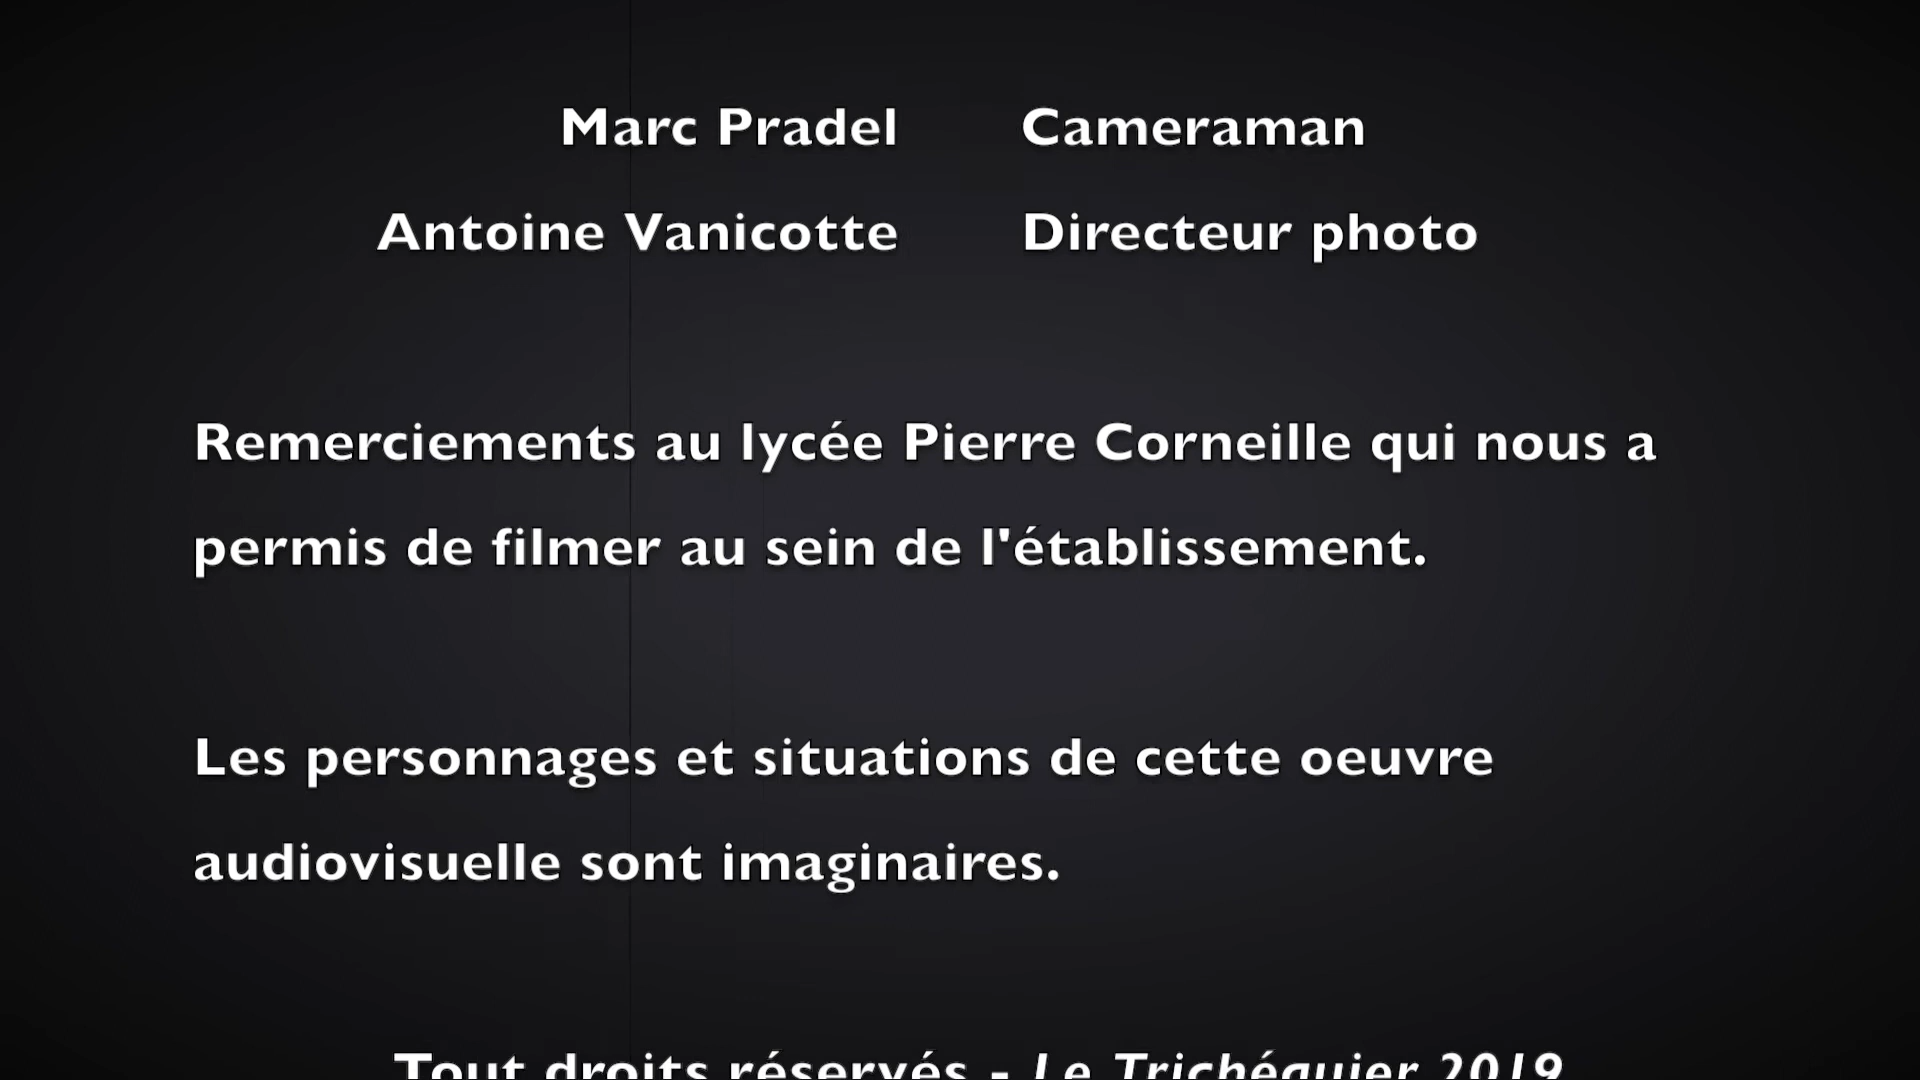 Marc Pradel Cameraman
Antoine Vanicotte Directeur photo
Remerciements au lycée Pierre Corneille qui nous a
permis de filmer au sein de l'établissement.
Les personnages et situations de cette oeuvre
audiovisuelle sont imaginaires.
Tout droits réservés - Le Trichéquier 2019